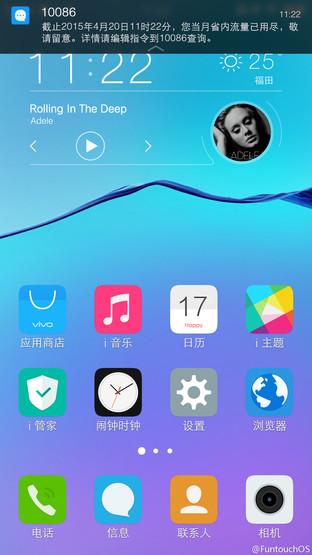 10086
11:22
截止2015年4月20日11时22分，您当月省内流量已用尽，敬
请留意。详情请编辑指令到10086查询。
11:22
25°
福田
Rolling In The Deep
Adele
ADELE
vivo
17
Happy
应用商店
i 音乐
日历
i 主题
i 管家
闹钟时钟
设置
浏览器
电话
信息
联系人
相机
@FuntouchOS